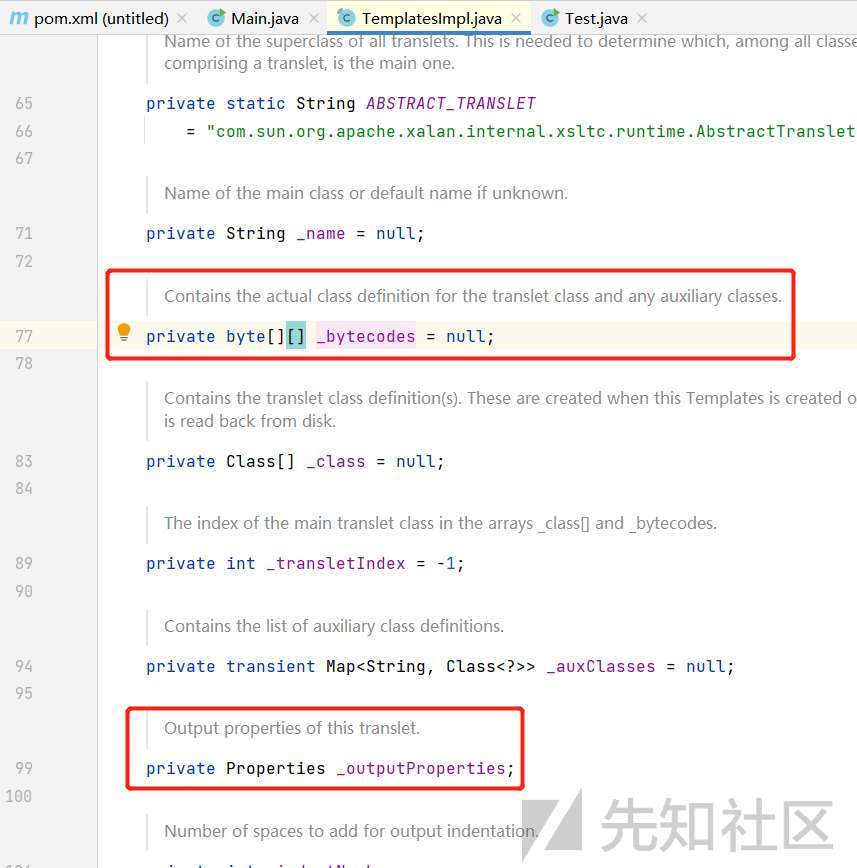 pom.xml (untitled) × Main.java × TemplatesImpl.java × Test.java ×
Name of the superclass of all translets. This is needed to determine which, among all classe
comprising a translet, is the main one.
65 private static String ABSTRACT_TRANSLET
66 = "com.sun.org.apache.xalan.internal.xsltc.runtime.AbstractTranslet
67
Name of the main class or default name if unknown.
71 private String _name = null;
72
Contains the actual class definition for the translet class and any auxiliary classes.
77 private byte[][] _bytecodes = null;
78
Contains the translet class definition(s). These are created when this Templates is created o
is read back from disk.
83 private Class[] _class = null;
84
The index of the main translet class in the arrays _class[] and _bytecodes.
89 private int _transletIndex = -1;
90
Contains the list of auxiliary class definitions.
94 private transient Map<String, Class<?>> _auxClasses = null;
95
Output properties of this translet.
99 private Properties _outputProperties;
100
Number of spaces to add for output indentation.
先知社区